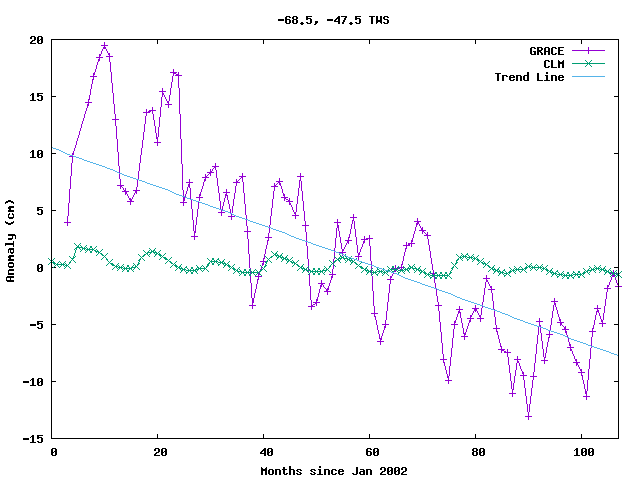 -68.5, -47.5 TWS
GRACE
CLM
Trend Line
20
15
10
5
0
-5
-10
-15
Anomaly (cm)
0 20 40 60 80 100
Months since Jan 2002